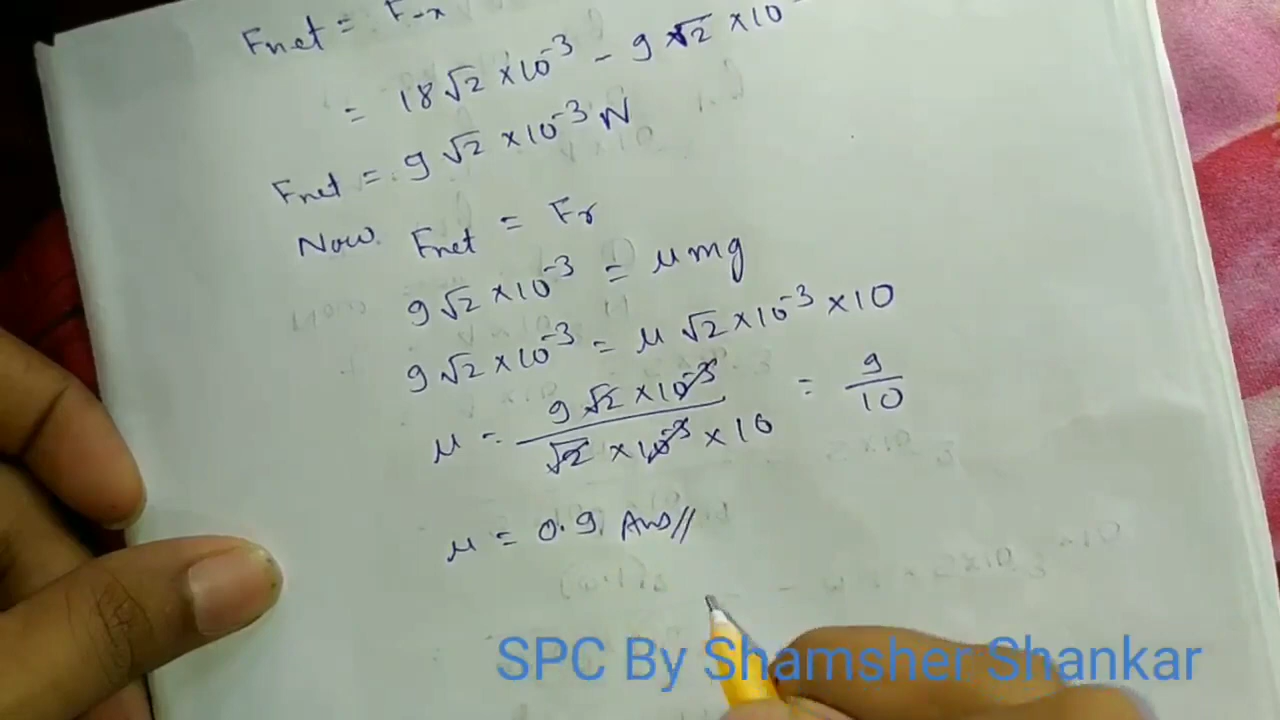 Fnet = F-x
= 18√2 ×10⁻³ - 9√2 ×10
Fnet = 9√2 ×10⁻³ N
Now. Fnet = Fr
9√2 ×10⁻³ = μmg
9√2 ×10⁻³ = μ√2 ×10⁻³ ×10
μ = 9√2 ×10⁻³ / √2 ×10⁻³ ×10 = 9/10
μ = 0.9. Ans//
SPC By Shamsher Shankar